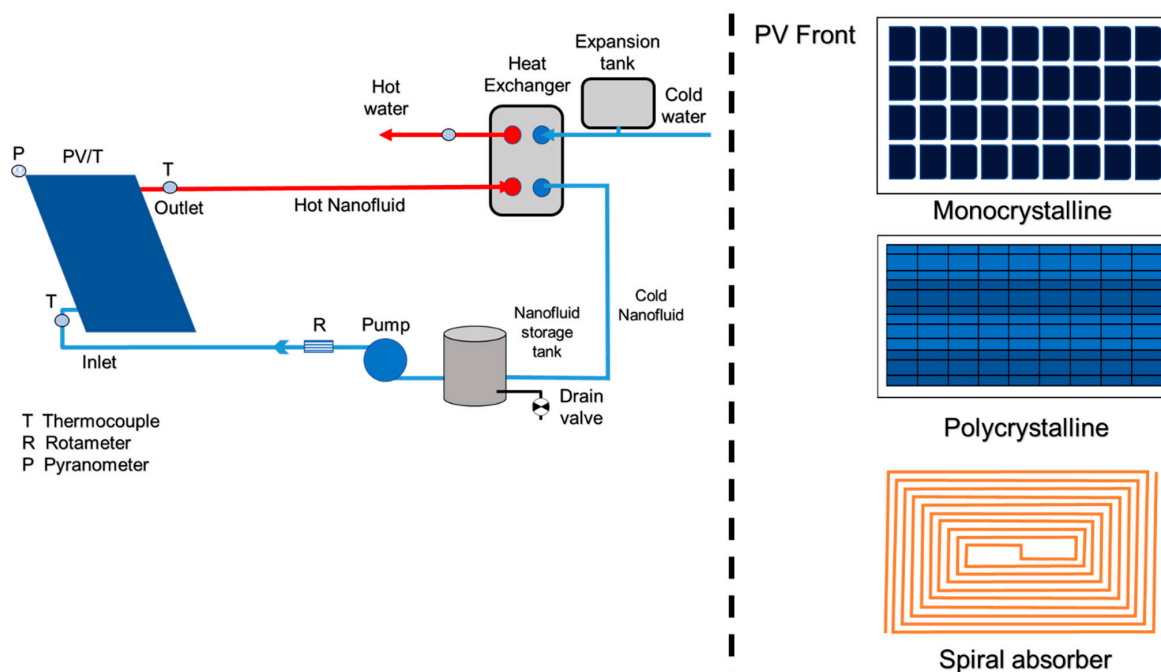 Expansion
tank
Heat
Exchanger
Hot
water
Cold
water
P
PV/T
T
Outlet
Hot Nanofluid
T
Inlet
R
Pump
Nanofluid
storage
tank
Cold
Nanofluid
Drain
valve
T Thermocouple
R Rotameter
P Pyranometer
PV Front
Monocrystalline
Polycrystalline
Spiral absorber